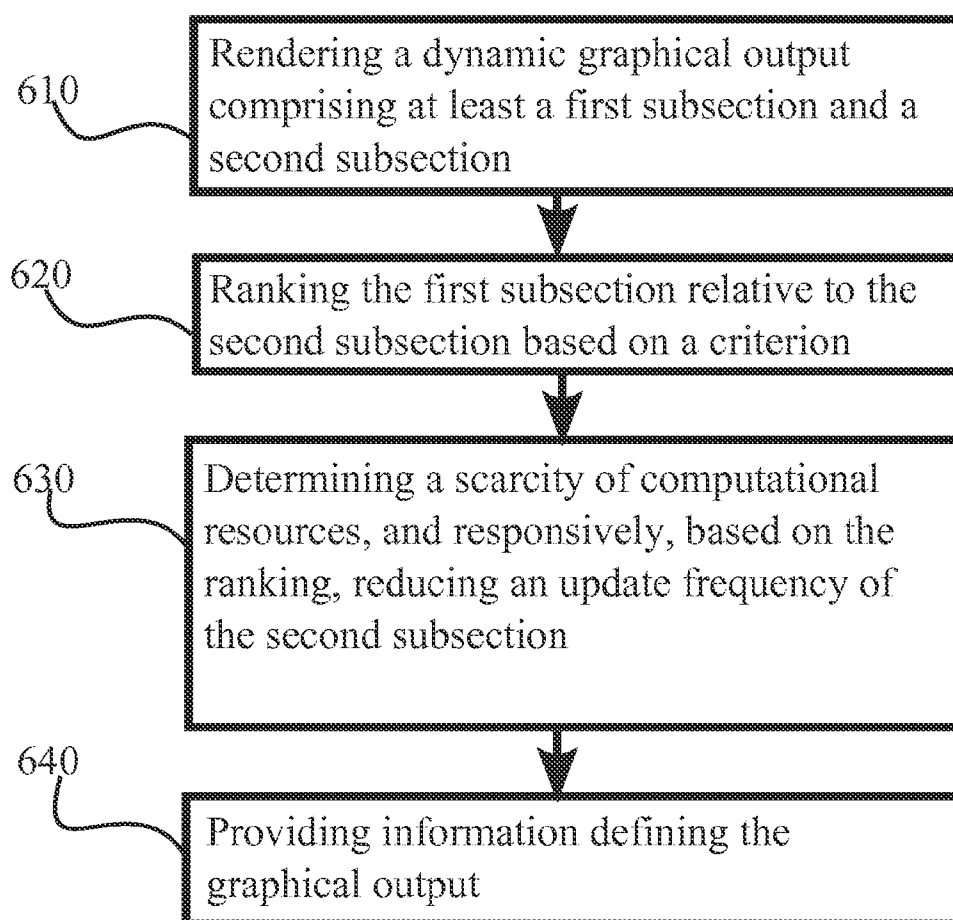 610
Rendering a dynamic graphical output
comprising at least a first subsection and a
second subsection
620
Ranking the first subsection relative to the
second subsection based on a criterion
630
Determining a scarcity of computational
resources, and responsively, based on the
ranking, reducing an update frequency of
the second subsection
640
Providing information defining the
graphical output